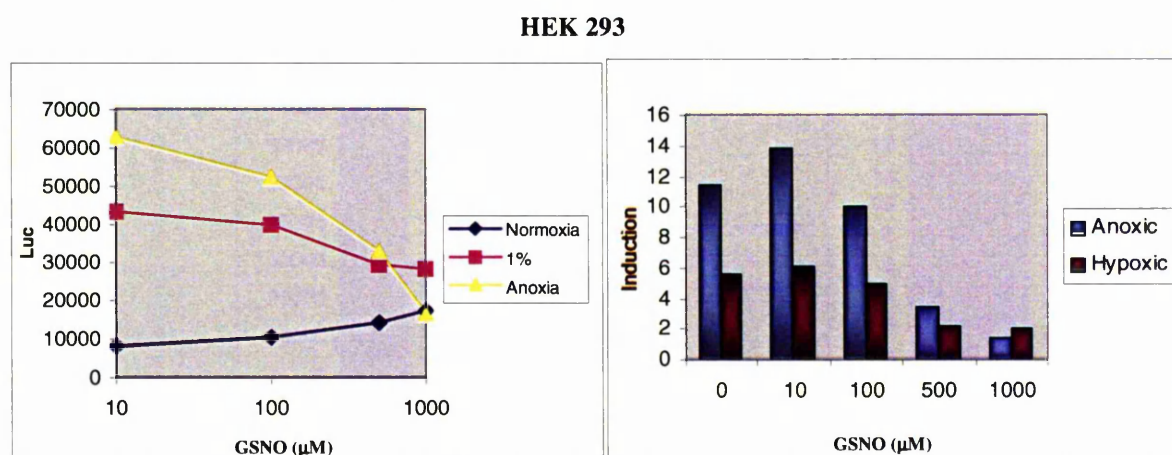 HEK 293
70000
60000
50000
40000
30000
20000
10000
0
Luc
10
100
1000
GSNO (µM)
Normoxia
1%
Anoxia
16
14
12
10
8
6
4
2
0
Induction
0
10
100
500
1000
GSNO (µM)
Anoxic
Hypoxic